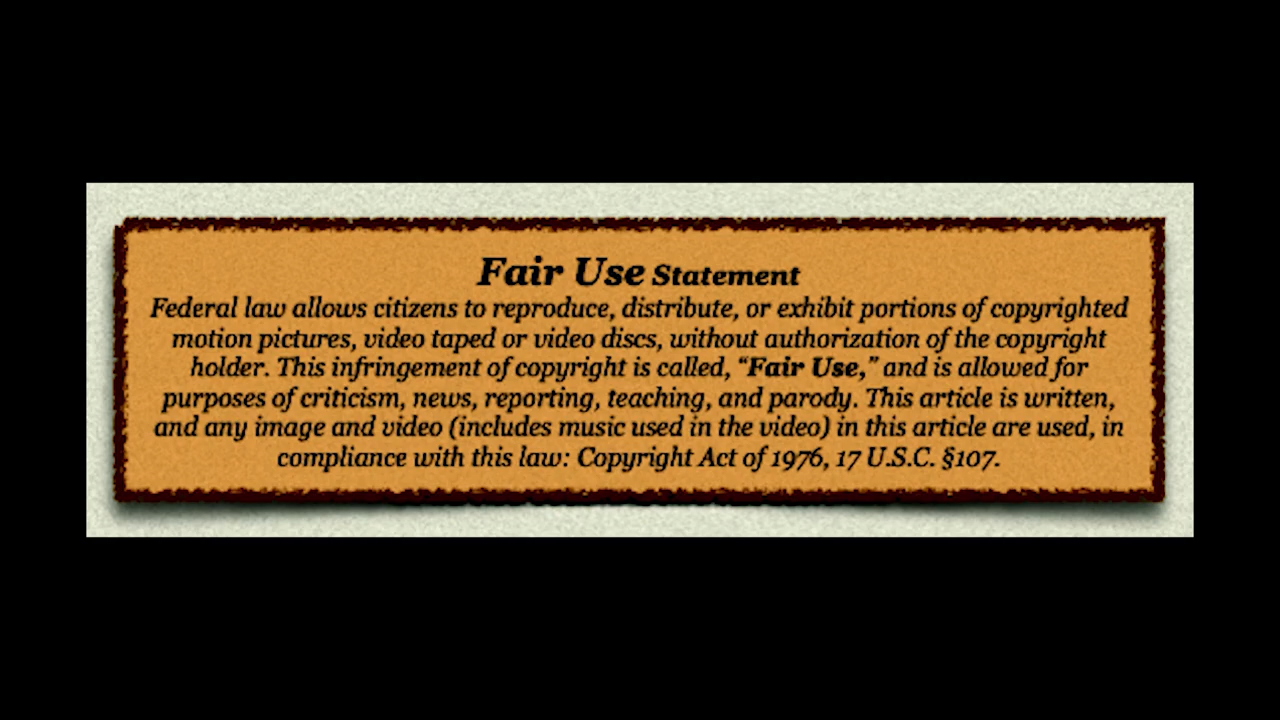 Fair Use Statement
Federal law allows citizens to reproduce, distribute, or exhibit portions of copyrighted
motion pictures, video taped or video discs, without authorization of the copyright
holder. This infringement of copyright is called, “Fair Use,” and is allowed for
purposes of criticism, news, reporting, teaching, and parody. This article is written,
and any image and video (includes music used in the video) in this article are used, in
compliance with this law: Copyright Act of 1976, 17 U.S.C. §107.